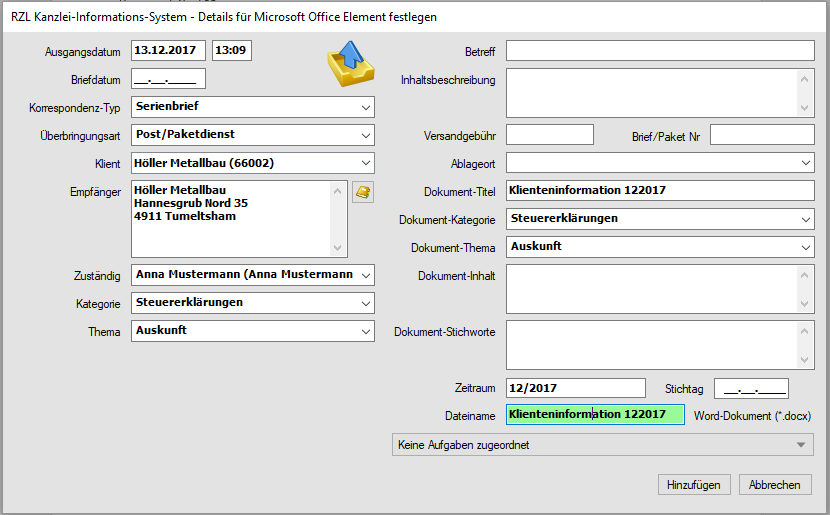 RZL Kanzlei-Informations-System - Details für Microsoft Office Element festlegen
Ausgangsdatum 13.12.2017 13:09
Briefdatum __.__.____
Korrespondenz-Typ Serienbrief
Überbringungsart Post/Paketdienst
Klient Höller Metallbau (66002)
Empfänger Höller Metallbau
Hannesgrub Nord 35
4911 Tumeltsham
Zuständig Anna Mustermann (Anna Mustermann
Kategorie Steuererklärungen
Thema Auskunft
Betreff
Inhaltsbeschreibung
Versandgebühr Brief/Paket Nr
Ablageort
Dokument-Titel Klienteninformation 122017
Dokument-Kategorie Steuererklärungen
Dokument-Thema Auskunft
Dokument-Inhalt
Dokument-Stichworte
Zeitraum 12/2017 Stichtag __.__.____
Dateiname Klienteninformation 122017 Word-Dokument (*.docx)
Keine Aufgaben zugeordnet
Hinzufügen Abbrechen